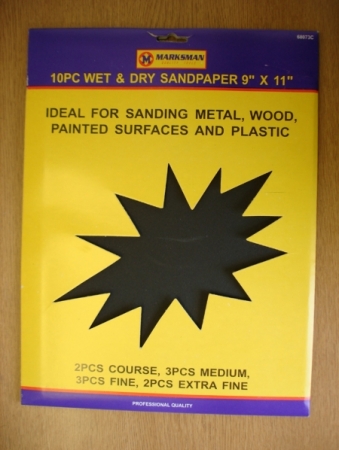 MARKSMAN
10PC WET & DRY SANDPAPER 9" X 11"
IDEAL FOR SANDING METAL, WOOD,
PAINTED SURFACES AND PLASTIC
2PCS COURSE, 3PCS MEDIUM,
3PCS FINE, 2PCS EXTRA FINE
PROFESSIONAL QUALITY